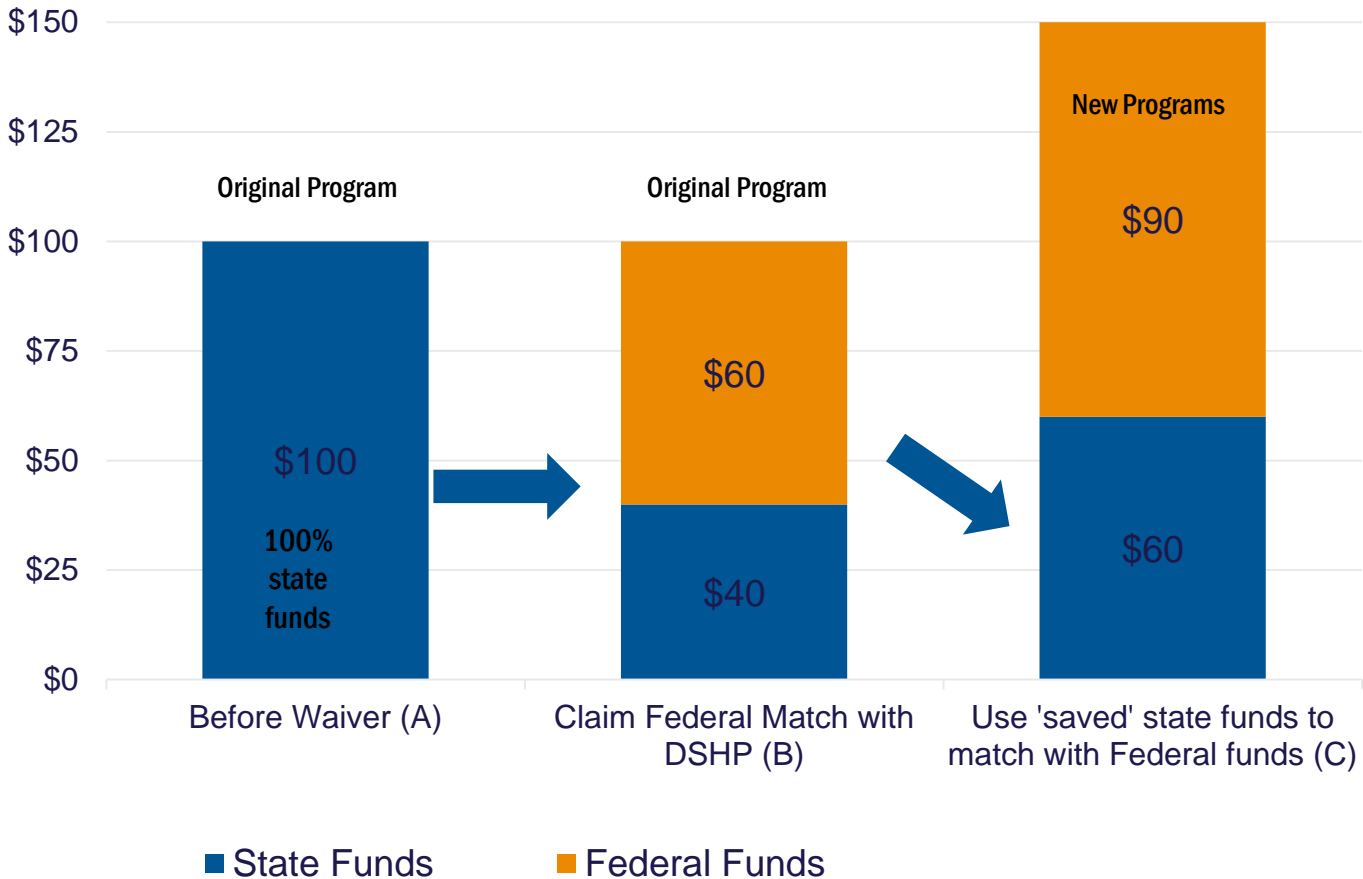 $150
$125
$100
$75
$50
$25
$0
Original Program
$100
100%
state
funds
Original Program
$60
$40
New Programs
$90
$60
Before Waiver (A)
Claim Federal Match with
DSHP (B)
Use 'saved' state funds to
match with Federal funds (C)
State Funds
Federal Funds